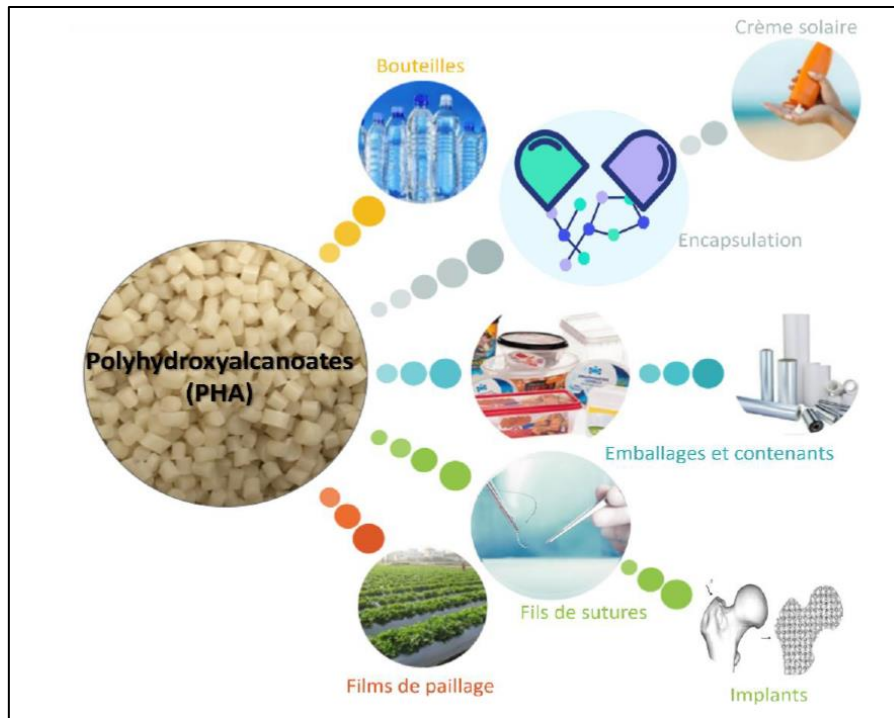 Crème solaire
Bouteilles
Encapsulation
Polyhydroxyalcanoates
(PHA)
Emballages et contenants
Fils de sutures
Films de paillage
Implants